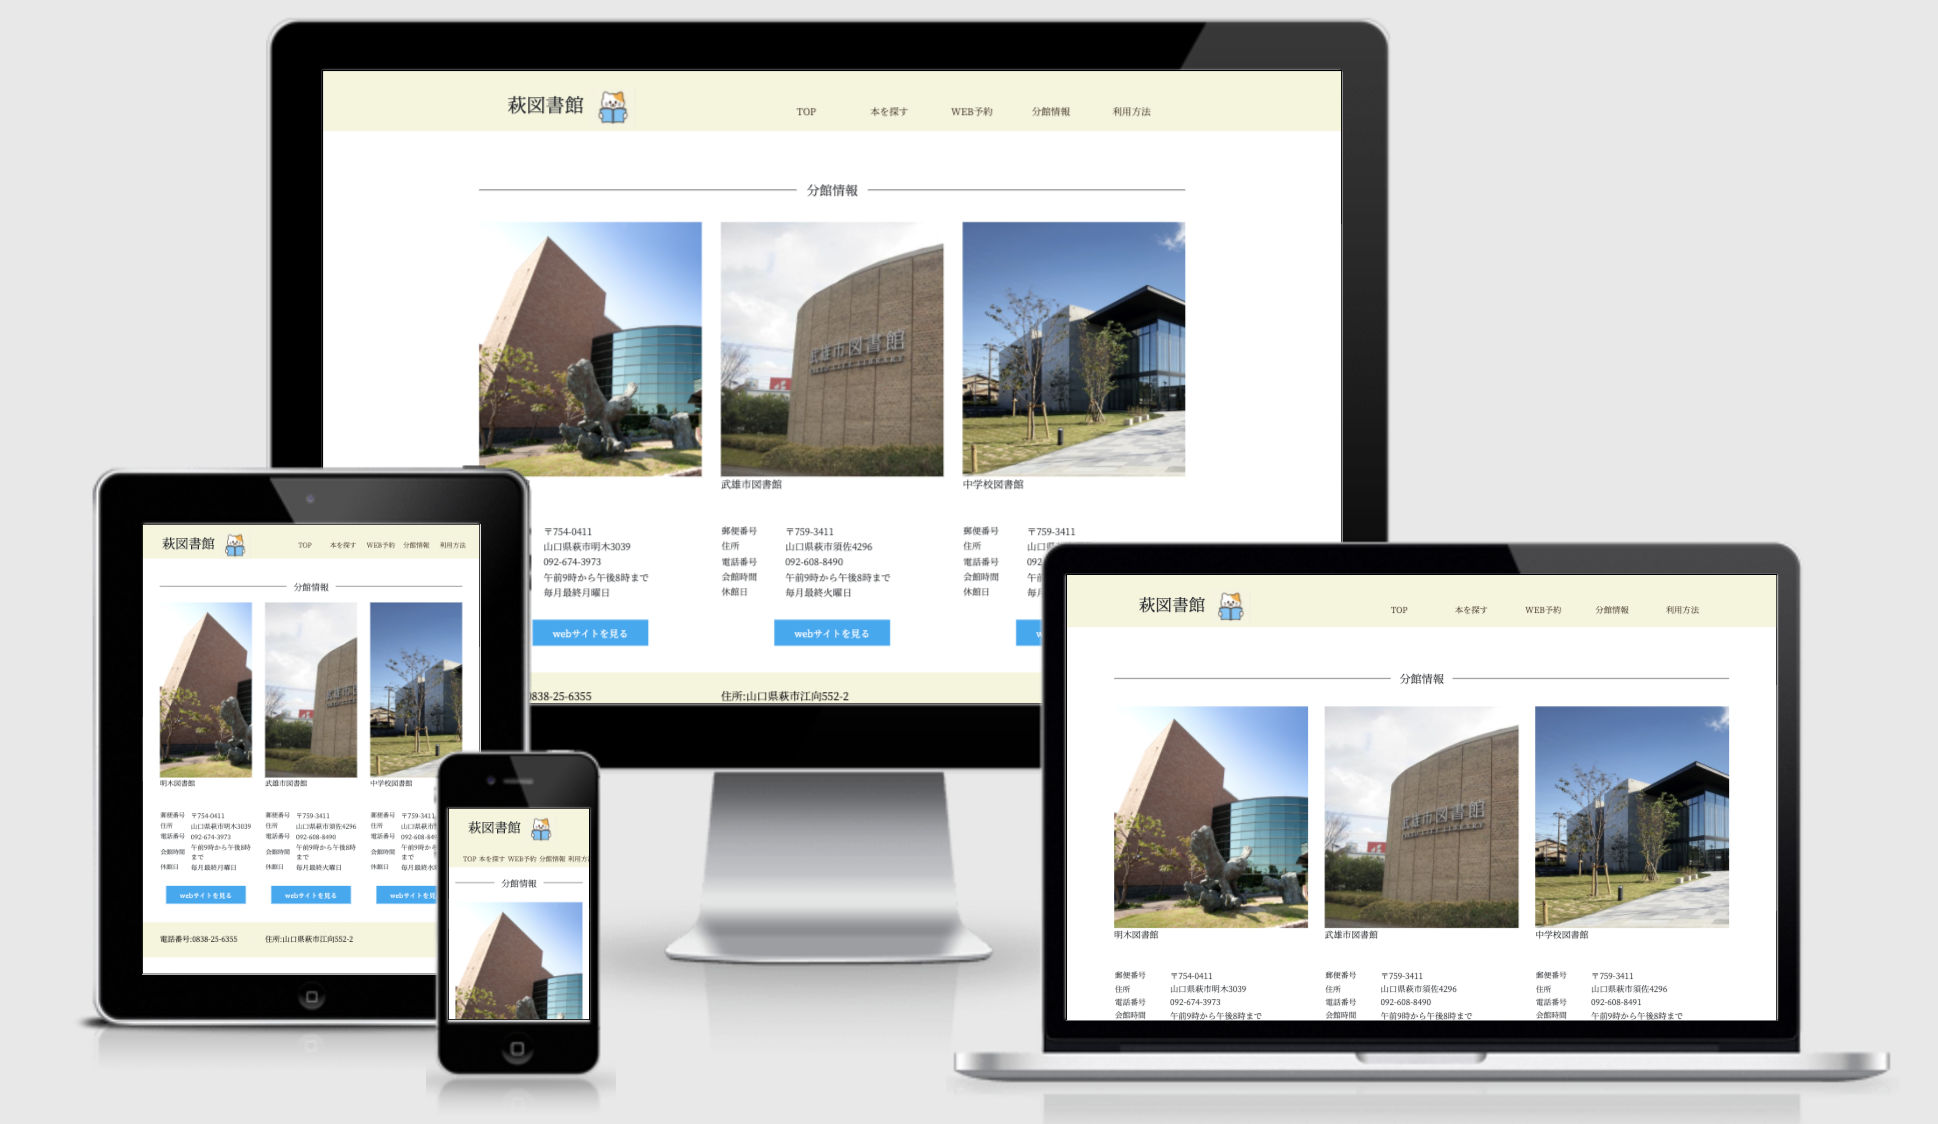 萩図書館
TOP 本を探す WEB予約 分館情報 利用方法
分館情報
武雄市図書館
武雄市図書館 中学校図書館
〒754-0411
山口県萩市明木3039
092-674-3973
午前9時から午後8時まで
毎月最終月曜日
郵便番号 〒759-3411
住所 山口県萩市須佐4296
電話番号 092-608-8490
会館時間 午前9時から午後8時まで
休館日 毎月最終火曜日
郵便番号 〒759-3411
住所 山口
電話番号 092
会館時間 午前
休館日 毎月
webサイトを見る webサイトを見る w
0838-25-6355 住所:山口県萩市江向552-2
萩図書館
TOP 本を探す WEB予約 分館情報 利用方法
分館情報
明木図書館 武雄市図書館 中学校図書館
郵便番号 〒754-0411
住所 山口県萩市明木3039
電話番号 092-674-3973
会館時間 午前9時から午後8時
まで
休館日 毎月最終月曜日
郵便番号 〒759-3411
住所 山口県萩市須佐4296
電話番号 092-608-8490
会館時間 午前9時から午後8時
まで
休館日 毎月最終火曜日
郵便番号 〒759-3411
住所 山口県萩市
電話番号 092-608-849
会館時間 午前9時から
まで
休館日 毎月最終水
webサイトを見る webサイトを見る webサイトを見
電話番号:0838-25-6355 住所:山口県萩市江向552-2
萩図書館
TOP 本を探す WEB予約 分館情報 利用方
分館情報
萩図書館
TOP 本を探す WEB予約 分館情報 利用方法
分館情報
武雄市図書館
明木図書館 武雄市図書館 中学校図書館
郵便番号 〒754-0411
住所 山口県萩市明木3039
電話番号 092-674-3973
会館時間 午前9時から午後8時まで
郵便番号 〒759-3411
住所 山口県萩市須佐4296
電話番号 092-608-8490
会館時間 午前9時から午後8時まで
郵便番号 〒759-3411
住所 山口県萩市須佐4296
電話番号 092-608-8491
会館時間 午前9時から午後8時まで